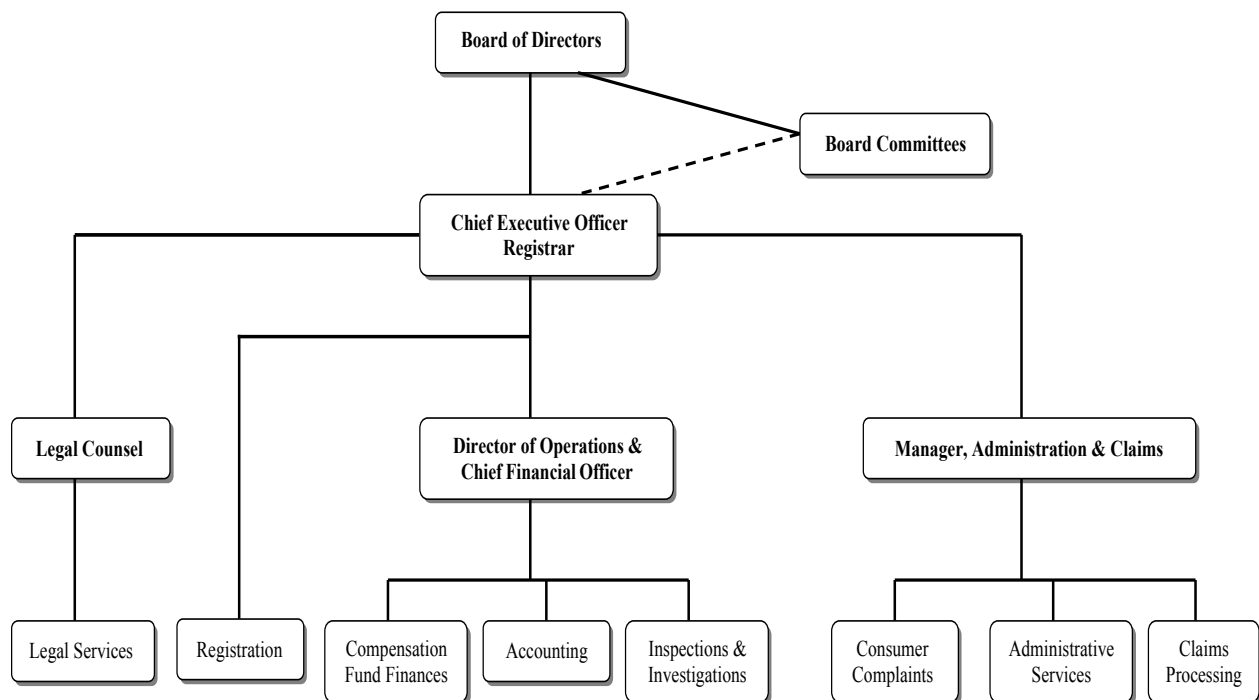 Board of Directors
Board Committees
Chief Executive Officer
Registrar
Legal Counsel
Director of Operations &
Chief Financial Officer
Manager, Administration & Claims
Legal Services
Registration
Compensation
Fund Finances
Accounting
Inspections &
Investigations
Consumer
Complaints
Administrative
Services
Claims
Processing